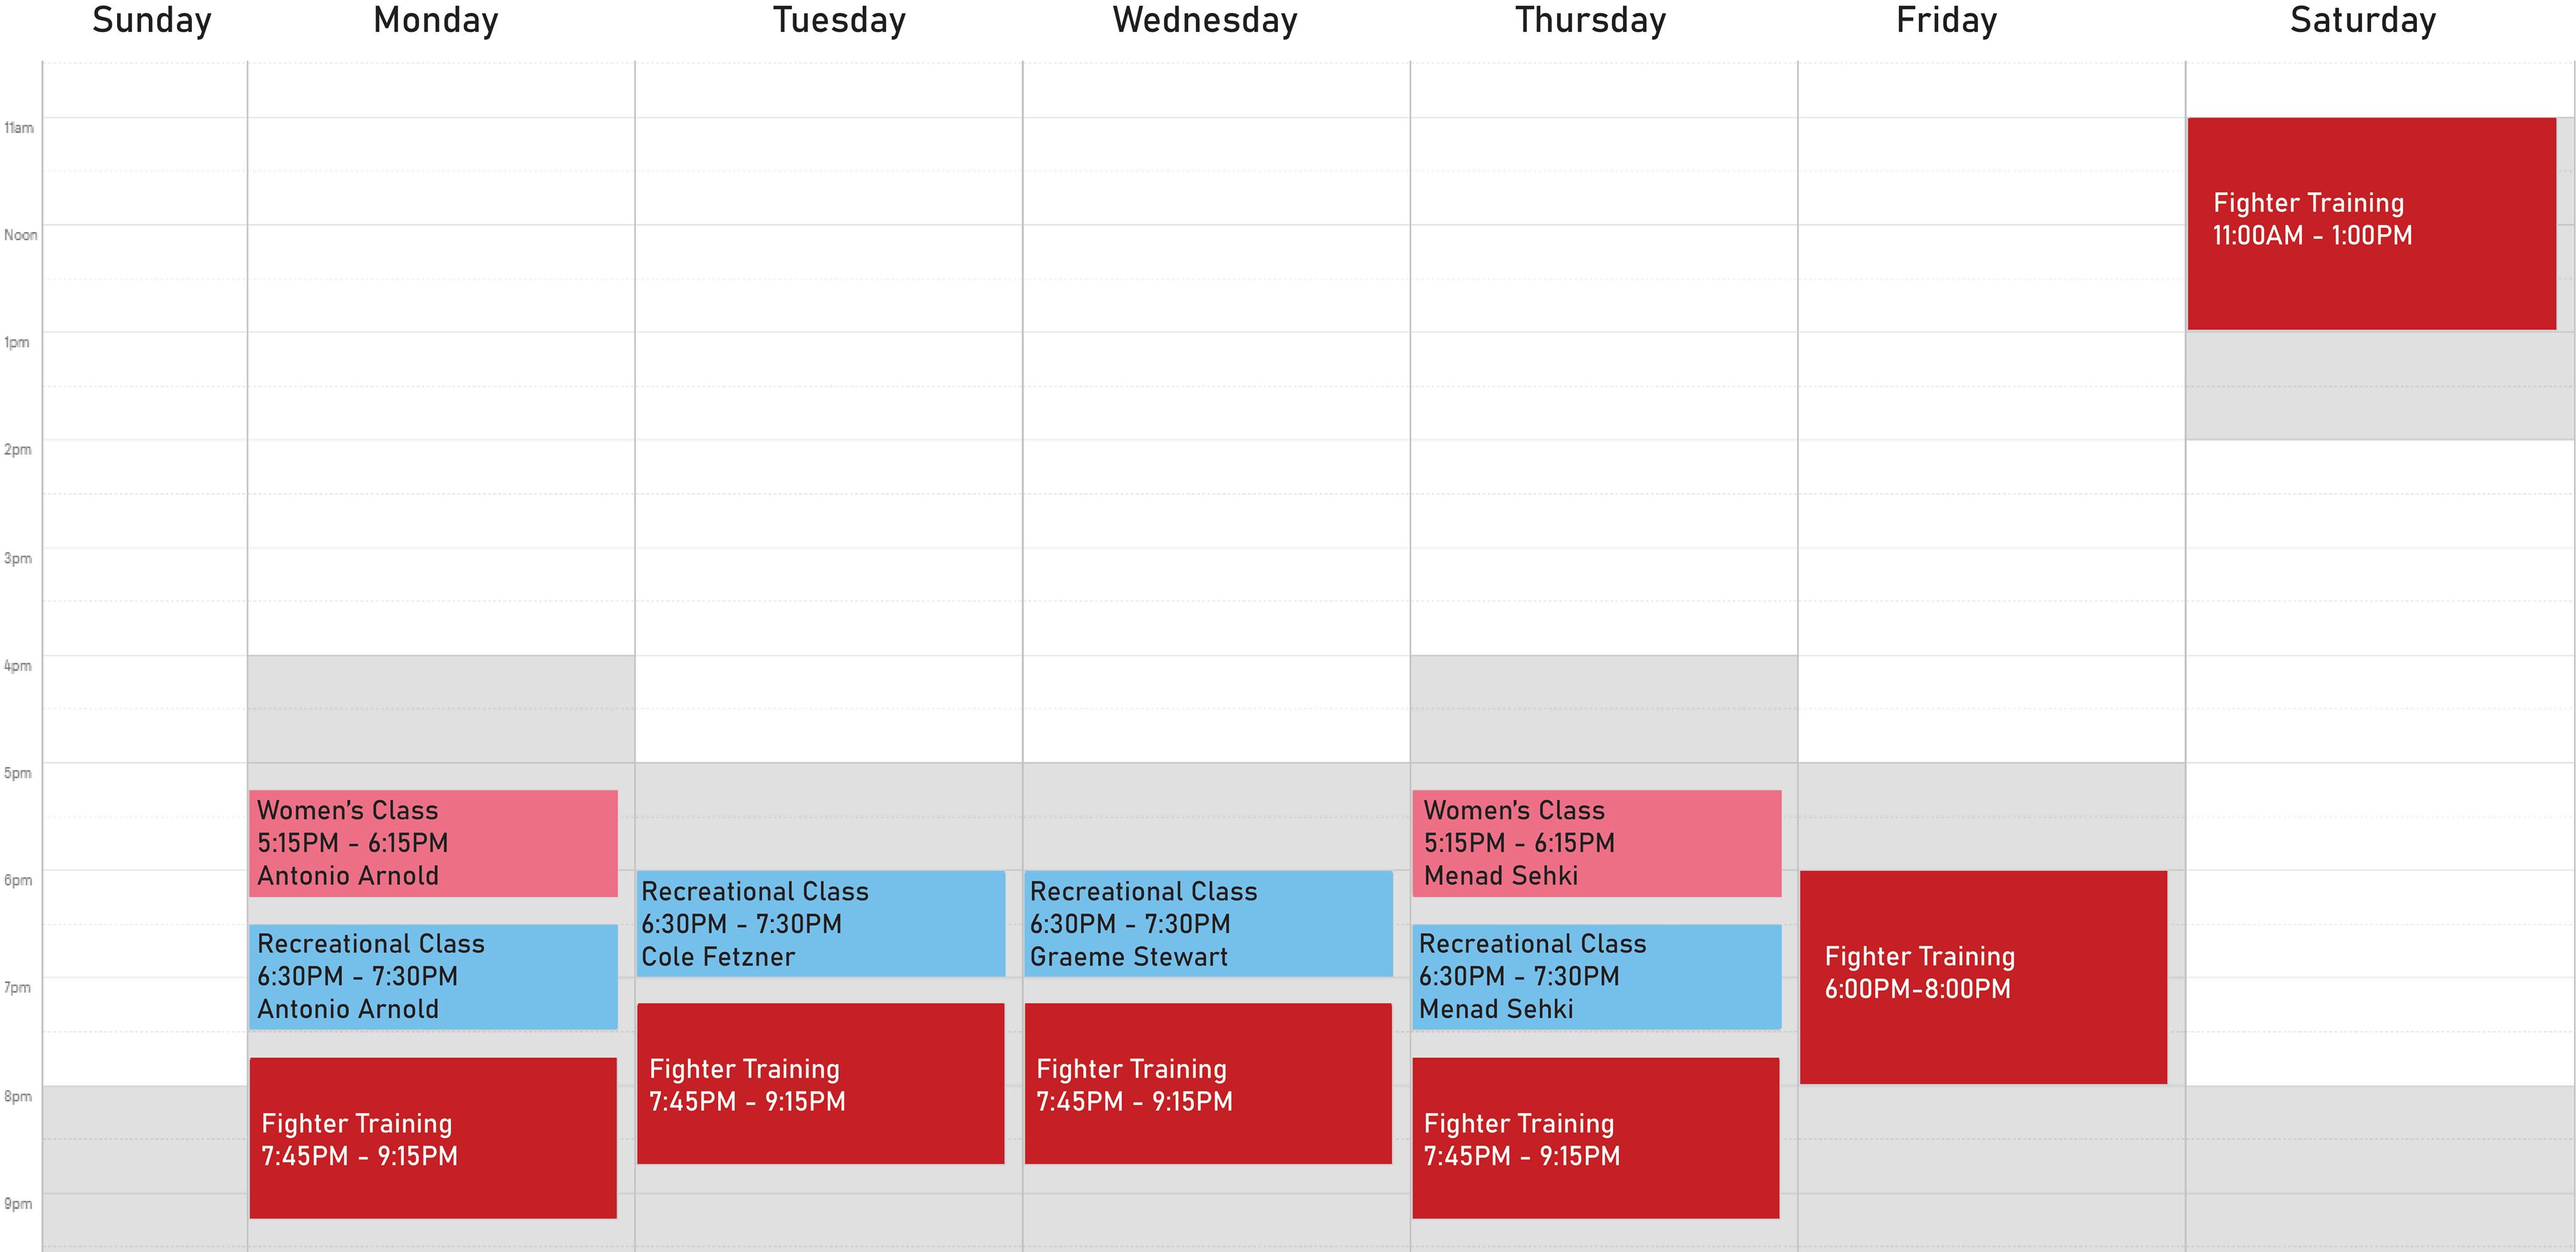 Sunday
Monday
Tuesday
Wednesday
Thursday
Friday
Saturday
11am
Noon
1pm
2pm
3pm
4pm
5pm
6pm
7pm
8pm
9pm
Women’s Class
5:15PM - 6:15PM
Antonio Arnold
Recreational Class
6:30PM - 7:30PM
Antonio Arnold
Fighter Training
7:45PM - 9:15PM
Recreational Class
6:30PM - 7:30PM
Cole Fetzner
Fighter Training
7:45PM - 9:15PM
Recreational Class
6:30PM - 7:30PM
Graeme Stewart
Fighter Training
7:45PM - 9:15PM
Women’s Class
5:15PM - 6:15PM
Menad Sehki
Recreational Class
6:30PM - 7:30PM
Menad Sehki
Fighter Training
7:45PM - 9:15PM
Fighter Training
6:00PM-8:00PM
Fighter Training
11:00AM - 1:00PM